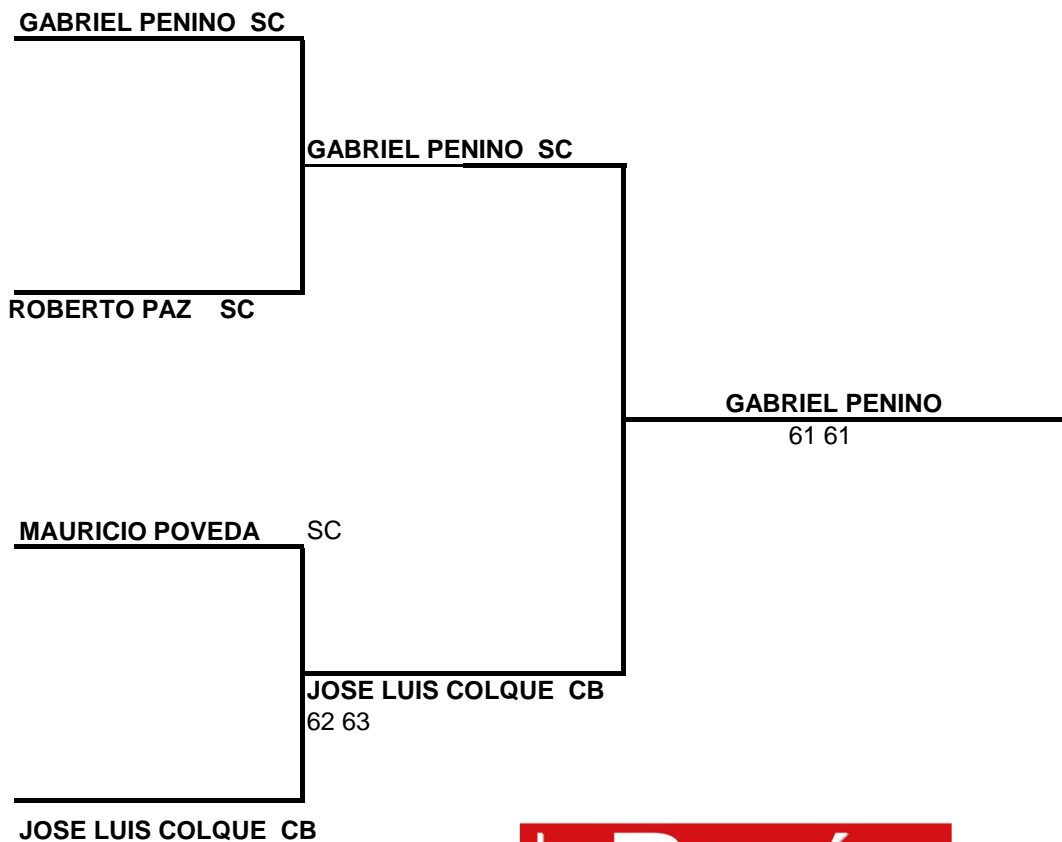 GABRIEL PENINO SC
GABRIEL PENINO SC
ROBERTO PAZ SC
GABRIEL PENINO
61 61
MAURICIO POVEDA SC
JOSE LUIS COLQUE CB
62 63
JOSE LUIS COLQUE CB